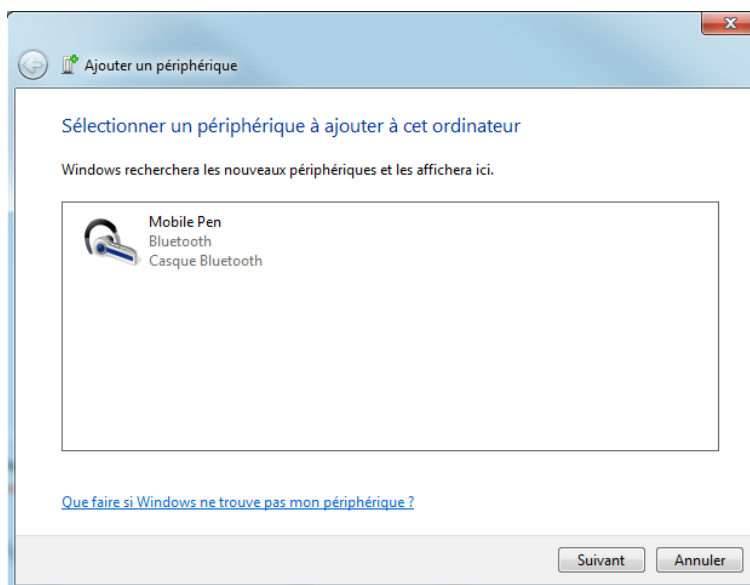 Ajouter un périphérique
Sélectionner un périphérique à ajouter à cet ordinateur
Windows recherchera les nouveaux périphériques et les affichera ici.
Mobile Pen
Bluetooth
Casque Bluetooth
Que faire si Windows ne trouve pas mon périphérique ?
Suivant Annuler